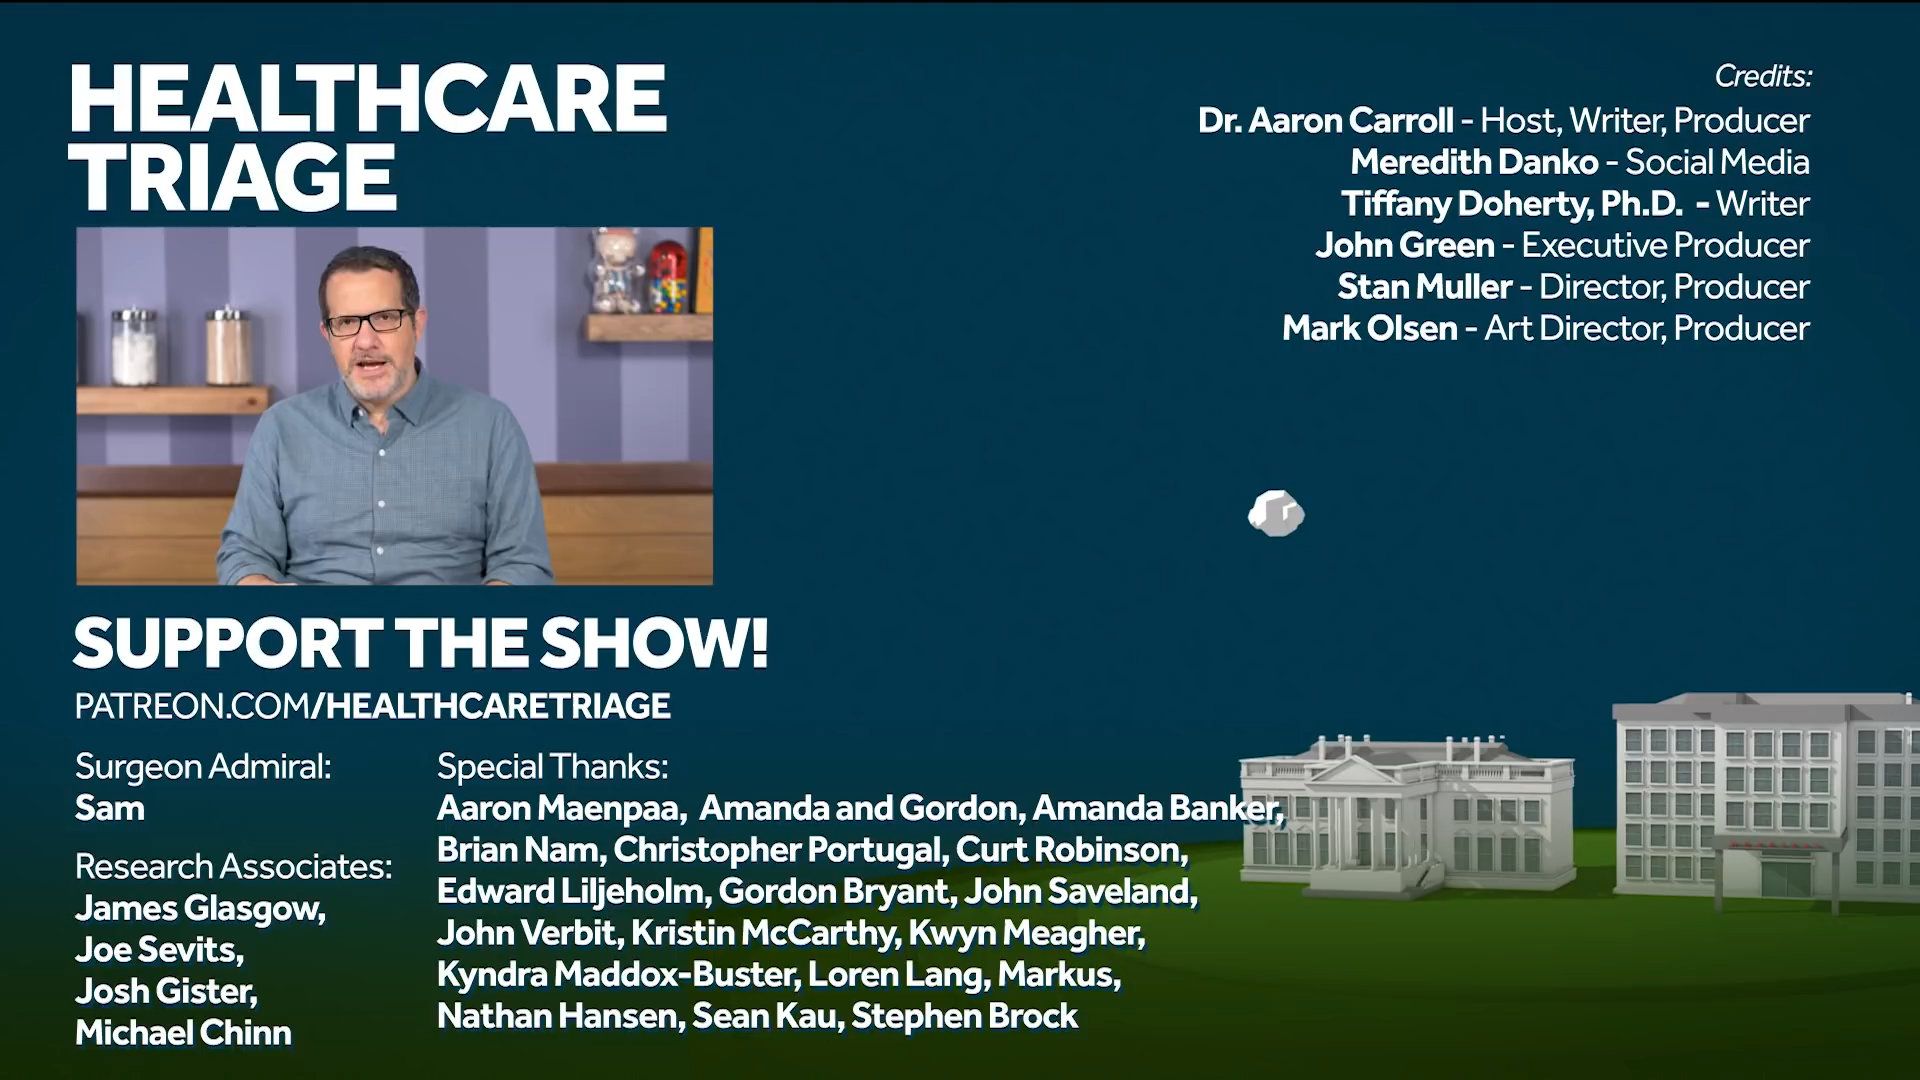 HEALTHCARE
TRIAGE
Credits:
Dr. Aaron Carroll - Host, Writer, Producer
Meredith Danko - Social Media
Tiffany Doherty, Ph.D. - Writer
John Green - Executive Producer
Stan Muller - Director, Producer
Mark Olsen - Art Director, Producer
SUPPORT THE SHOW!
PATREON.COM/HEALTHCARETRIAGE
Surgeon Admiral:
Sam
Research Associates:
James Glasgow,
Joe Sevits,
Josh Gister,
Michael Chinn
Special Thanks:
Aaron Maenpaa, Amanda and Gordon, Amanda Banker,
Brian Nam, Christopher Portugal, Curt Robinson,
Edward Liljeholm, Gordon Bryant, John Saveland,
John Verbit, Kristin McCarthy, Kwyn Meagher,
Kyndra Maddox-Buster, Loren Lang, Markus,
Nathan Hansen, Sean Kau, Stephen Brock